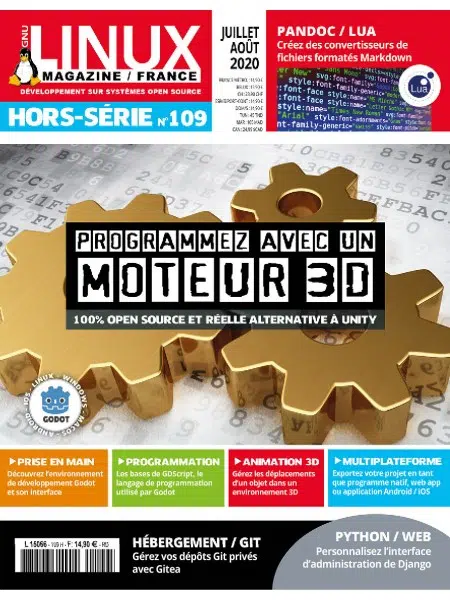 GNU
LINUX
MAGAZINE / FRANCE
DÉVELOPPEMENT SUR SYSTÈMES OPEN SOURCE
HORS-SÉRIE N°109
JUILLET
AOÛT
2020
PANDOC / LUA
Créez des convertisseurs de
fichiers formatés Markdown
Lua
PROGRAMMEZ AVEC UN
MOTEUR 3D
100% OPEN SOURCE ET RÉELLE ALTERNATIVE À UNITY
ANDROID - IOS - LINUX - WINDOWS - MACOS
GODOT
PRISE EN MAIN
Découvrez l'environnement
de développement Godot
et son interface
PROGRAMMATION
Les bases de GDScript, le
langage de programmation
utilisé par Godot
ANIMATION 3D
Gérez les déplacements
d'un objet dans un
environnement 3D
MULTIPLATEFORME
Exportez votre projet en tant
que programme natif, web app
ou application Android / iOS
L 15066 - 109 H - F: 14,90 € - RD
HÉBERGEMENT / GIT
Gérez vos dépôts Git privés
avec Gitea
PYTHON / WEB
Personnalisez l'interface
d'administration de Django